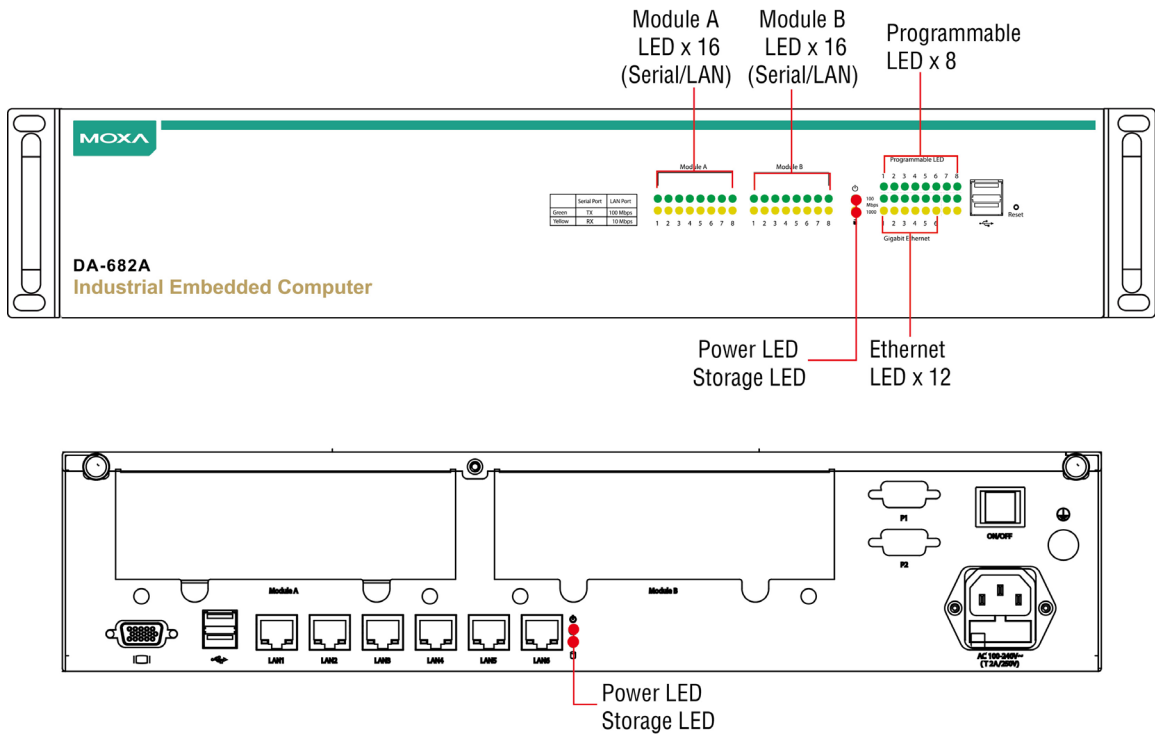 Module A
LED x 16
(Serial/LAN)
Module B
LED x 16
(Serial/LAN)
Programmable
LED x 8
MOXA
Module A
Module B
Programmable LED
1 2 3 4 5 6 7 8
Serial Port LAN Port
Green TX 100 Mbps
Yellow RX 10 Mbps
100
Mbps
1000
1 2 3 4 5 6 7 8
1 2 3 4 5 6 7 8
1 2 3 4 5 6
Gigabit Ethernet
Reset
DA-682A
Industrial Embedded Computer
Power LED
Storage LED
Ethernet
LED x 12
P1
ON/OFF
P2
Module A
Module B
LAN1
LAN2
LAN3
LAN4
LAN5
LAN6
AC 100-240V~
(T 2A/250V)
Power LED
Storage LED